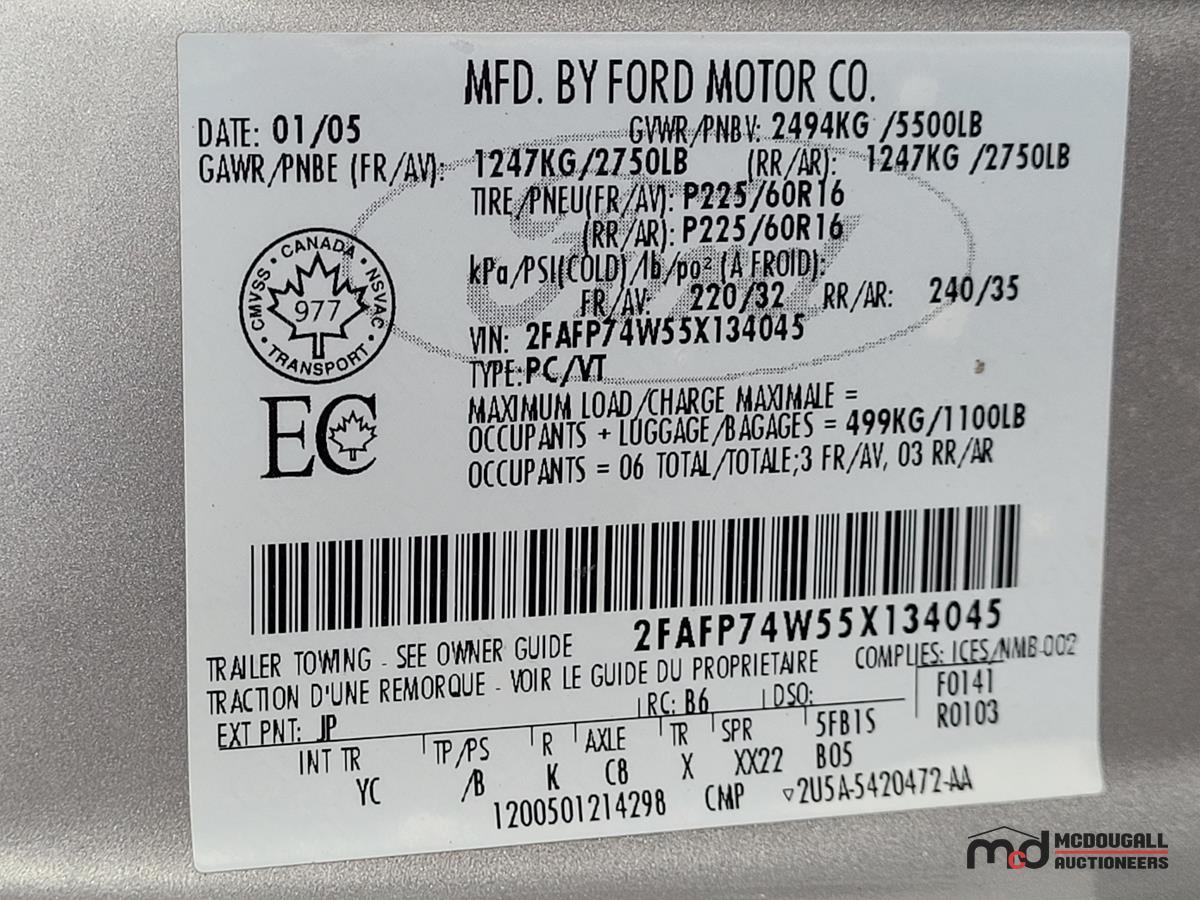 MFD. BY FORD MOTOR CO.
DATE: 01/05 GVWR/PNBV: 2494KG /5500LB
GAWR/PNBE (FR/AV): 1247KG/2750LB (RR/AR): 1247KG /2750LB
TIRE/PNEU(FR/AV): P225/60R16
(RR/AR): P225/60R16
kPa/PSI(COLD)/lb/po² (A FROID):
FR/AV: 220/32 RR/AR: 240/35
VIN: 2FAFP74W55X134045
TYPE: PC/VT
MAXIMUM LOAD/CHARGE MAXIMALE =
OCCUPANTS + LUGGAGE/BAGAGES = 499KG/1100LB
OCCUPANTS = 06 TOTAL/TOTALE;3 FR/AV, 03 RR/AR
CMVSS · CANADA · NSVAC · TRANSPORT ·
977
EC
2FAFP74W55X134045
TRAILER TOWING - SEE OWNER GUIDE
TRACTION D'UNE REMORQUE - VOIR LE GUIDE DU PROPRIETAIRE
COMPLIES: ICES/NMB-002
EXT PNT: JP RC: B6 DSO: F0141
R0103
INT TR TP/PS R AXLE TR SPR 5FB1S
YC /B K C8 X XX22 B05
1200501214298 CMP ▽2U5A-5420472-AA
mcd MCDOUGALL
AUCTIONEERS